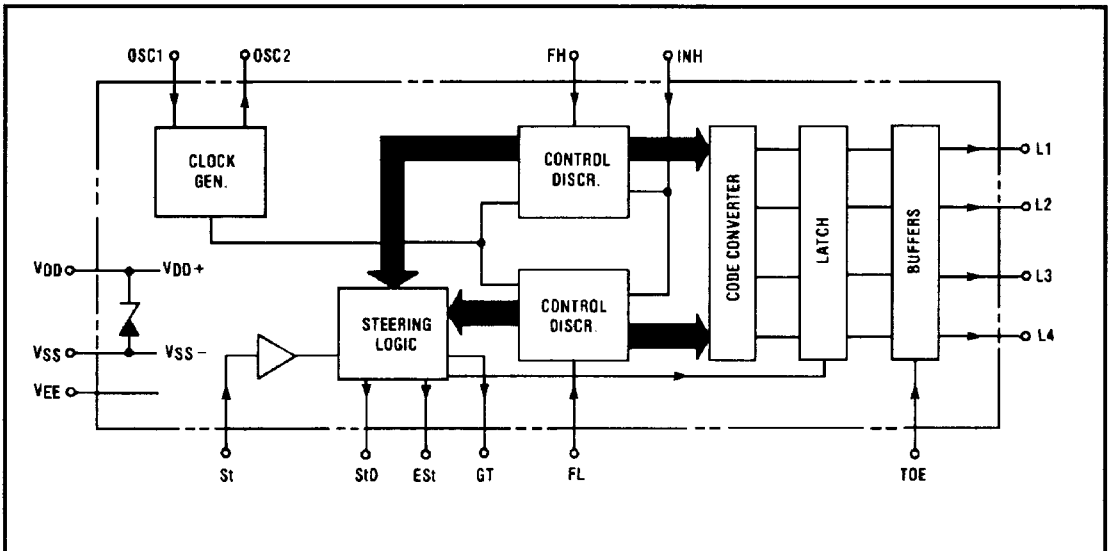 OSC1
OSC2
FH
INH
CLOCK
GEN.
CONTROL
DISCR.
CODE CONVERTER
LATCH
BUFFERS
L1
L2
L3
L4
VDD
VDD+
VSS
VSS-
VEE
STEERING
LOGIC
CONTROL
DISCR.
St
StD
ESt
GT
FL
TOE